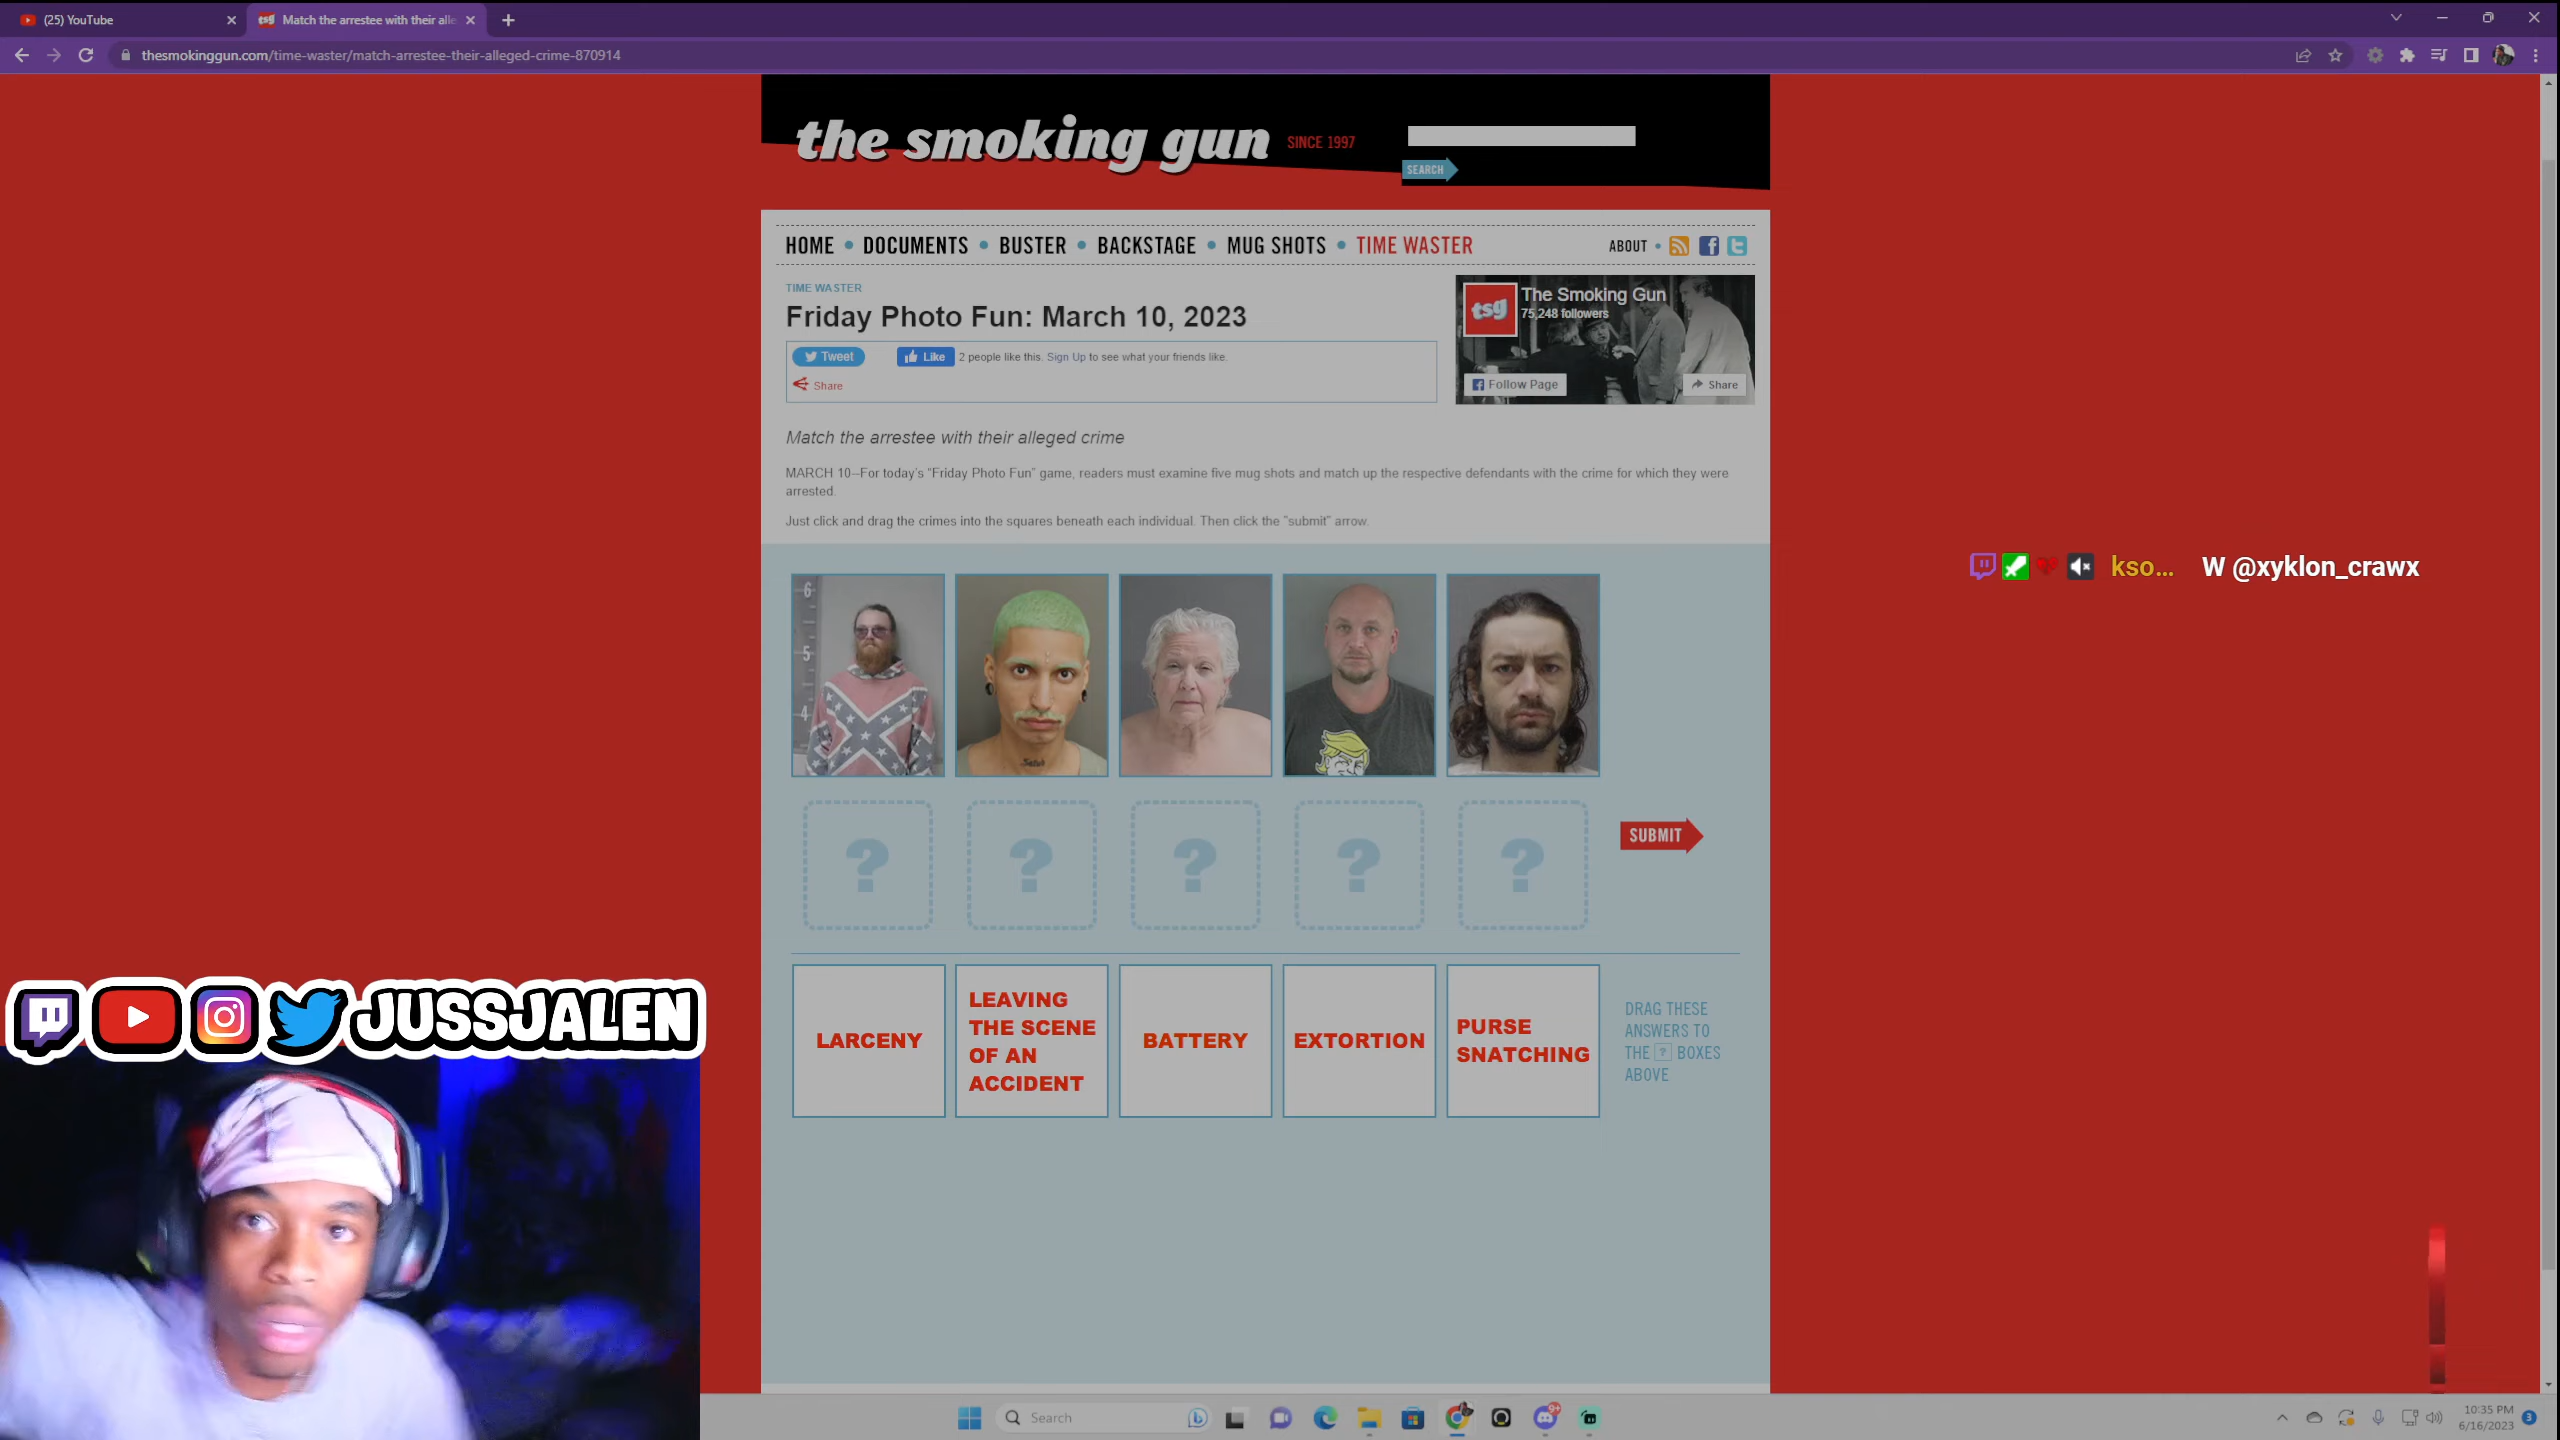 (25) YouTube
Match the arrestee with their alle
thesmokinggun.com/time-waster/match-arrestee-their-alleged-crime-870914
the smoking gun SINCE 1997
SEARCH
HOME • DOCUMENTS • BUSTER • BACKSTAGE • MUG SHOTS • TIME WASTER
ABOUT •
TIME WASTER
Friday Photo Fun: March 10, 2023
Tweet
Like 2 people like this. Sign Up to see what your friends like.
Share
tsg
The Smoking Gun
75,248 followers
Follow Page
Share
Match the arrestee with their alleged crime
MARCH 10--For today's "Friday Photo Fun" game, readers must examine five mug shots and match up the respective defendants with the crime for which they were
arrested.
Just click and drag the crimes into the squares beneath each individual. Then click the "submit" arrow.
kso... W @xyklon_crawx
6
5
4
? ? ? ? ?
SUBMIT
LARCENY
LEAVING
THE SCENE
OF AN
ACCIDENT
BATTERY
EXTORTION
PURSE
SNATCHING
DRAG THESE
ANSWERS TO
THE ? BOXES
ABOVE
JUSSJALEN
Search
10:35 PM
6/16/2023
3